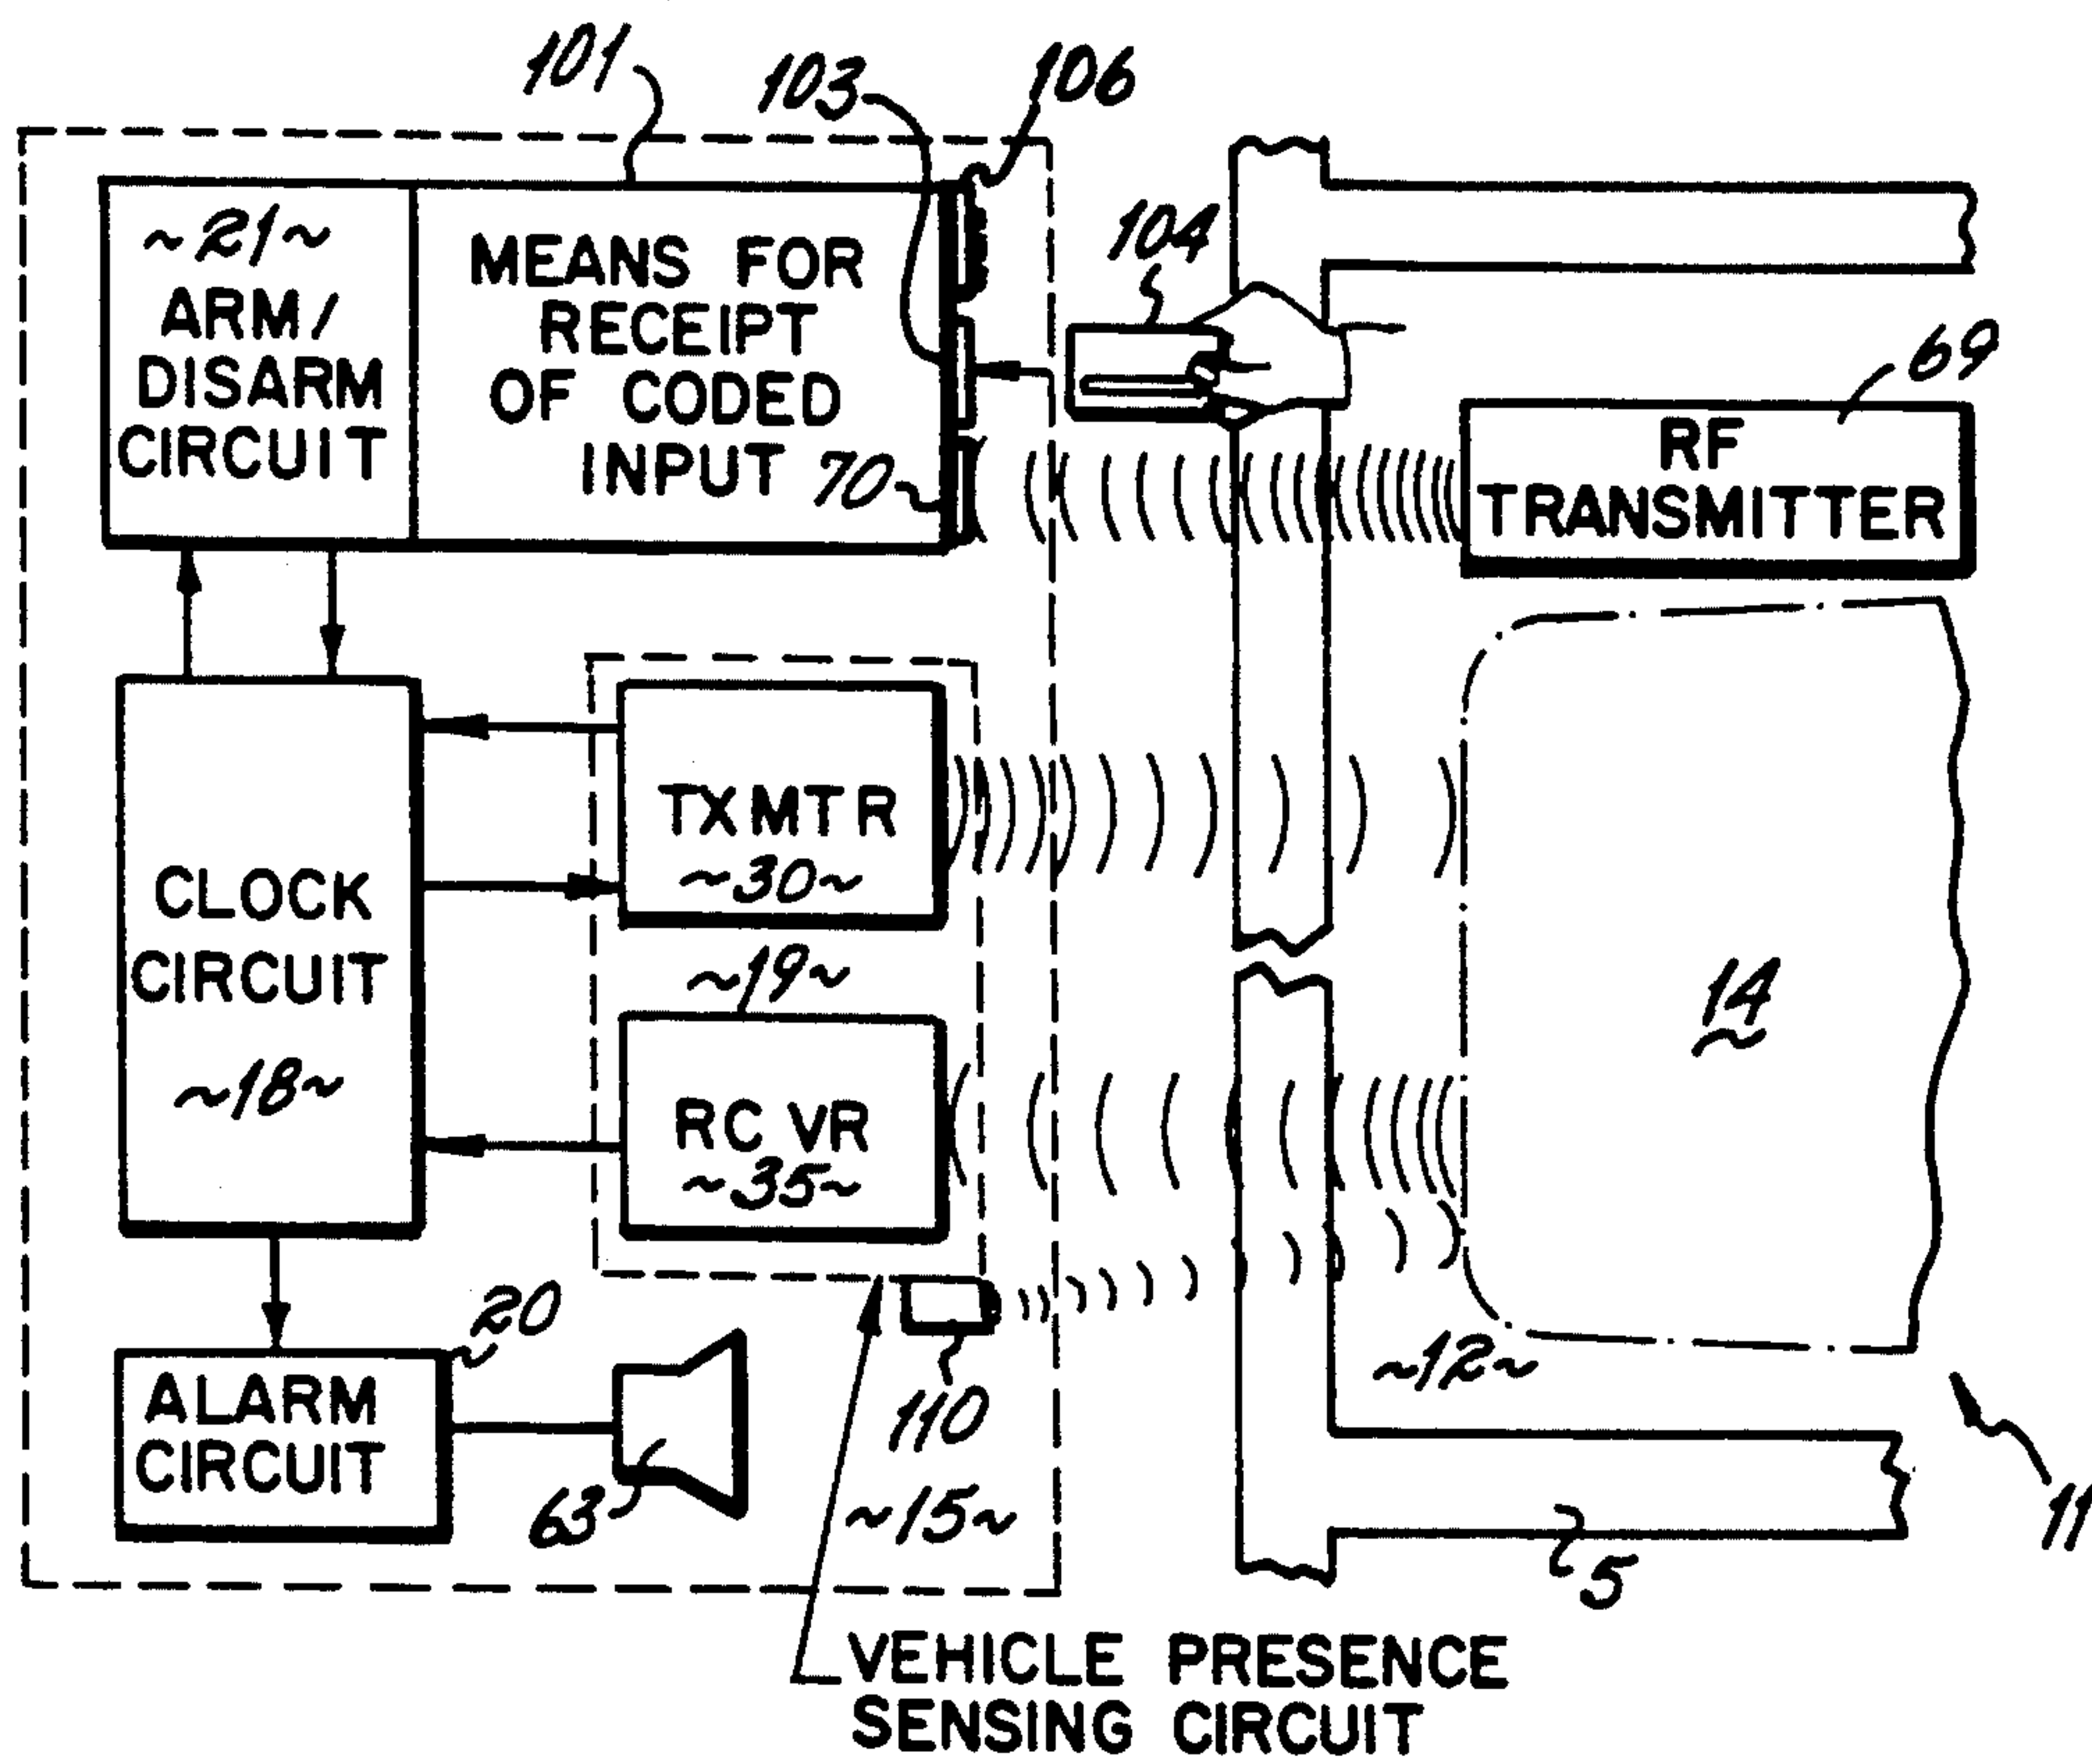 101
103
106
~21~
ARM/
DISARM
CIRCUIT
MEANS FOR
RECEIPT
OF CODED
INPUT
70
104
69
RF
TRANSMITTER
CLOCK
CIRCUIT
~18~
TXMTR
~30~
~19~
RC VR
~35~
14
~12~
20
ALARM
CIRCUIT
63
110
~15~
11
5
VEHICLE PRESENCE
SENSING CIRCUIT